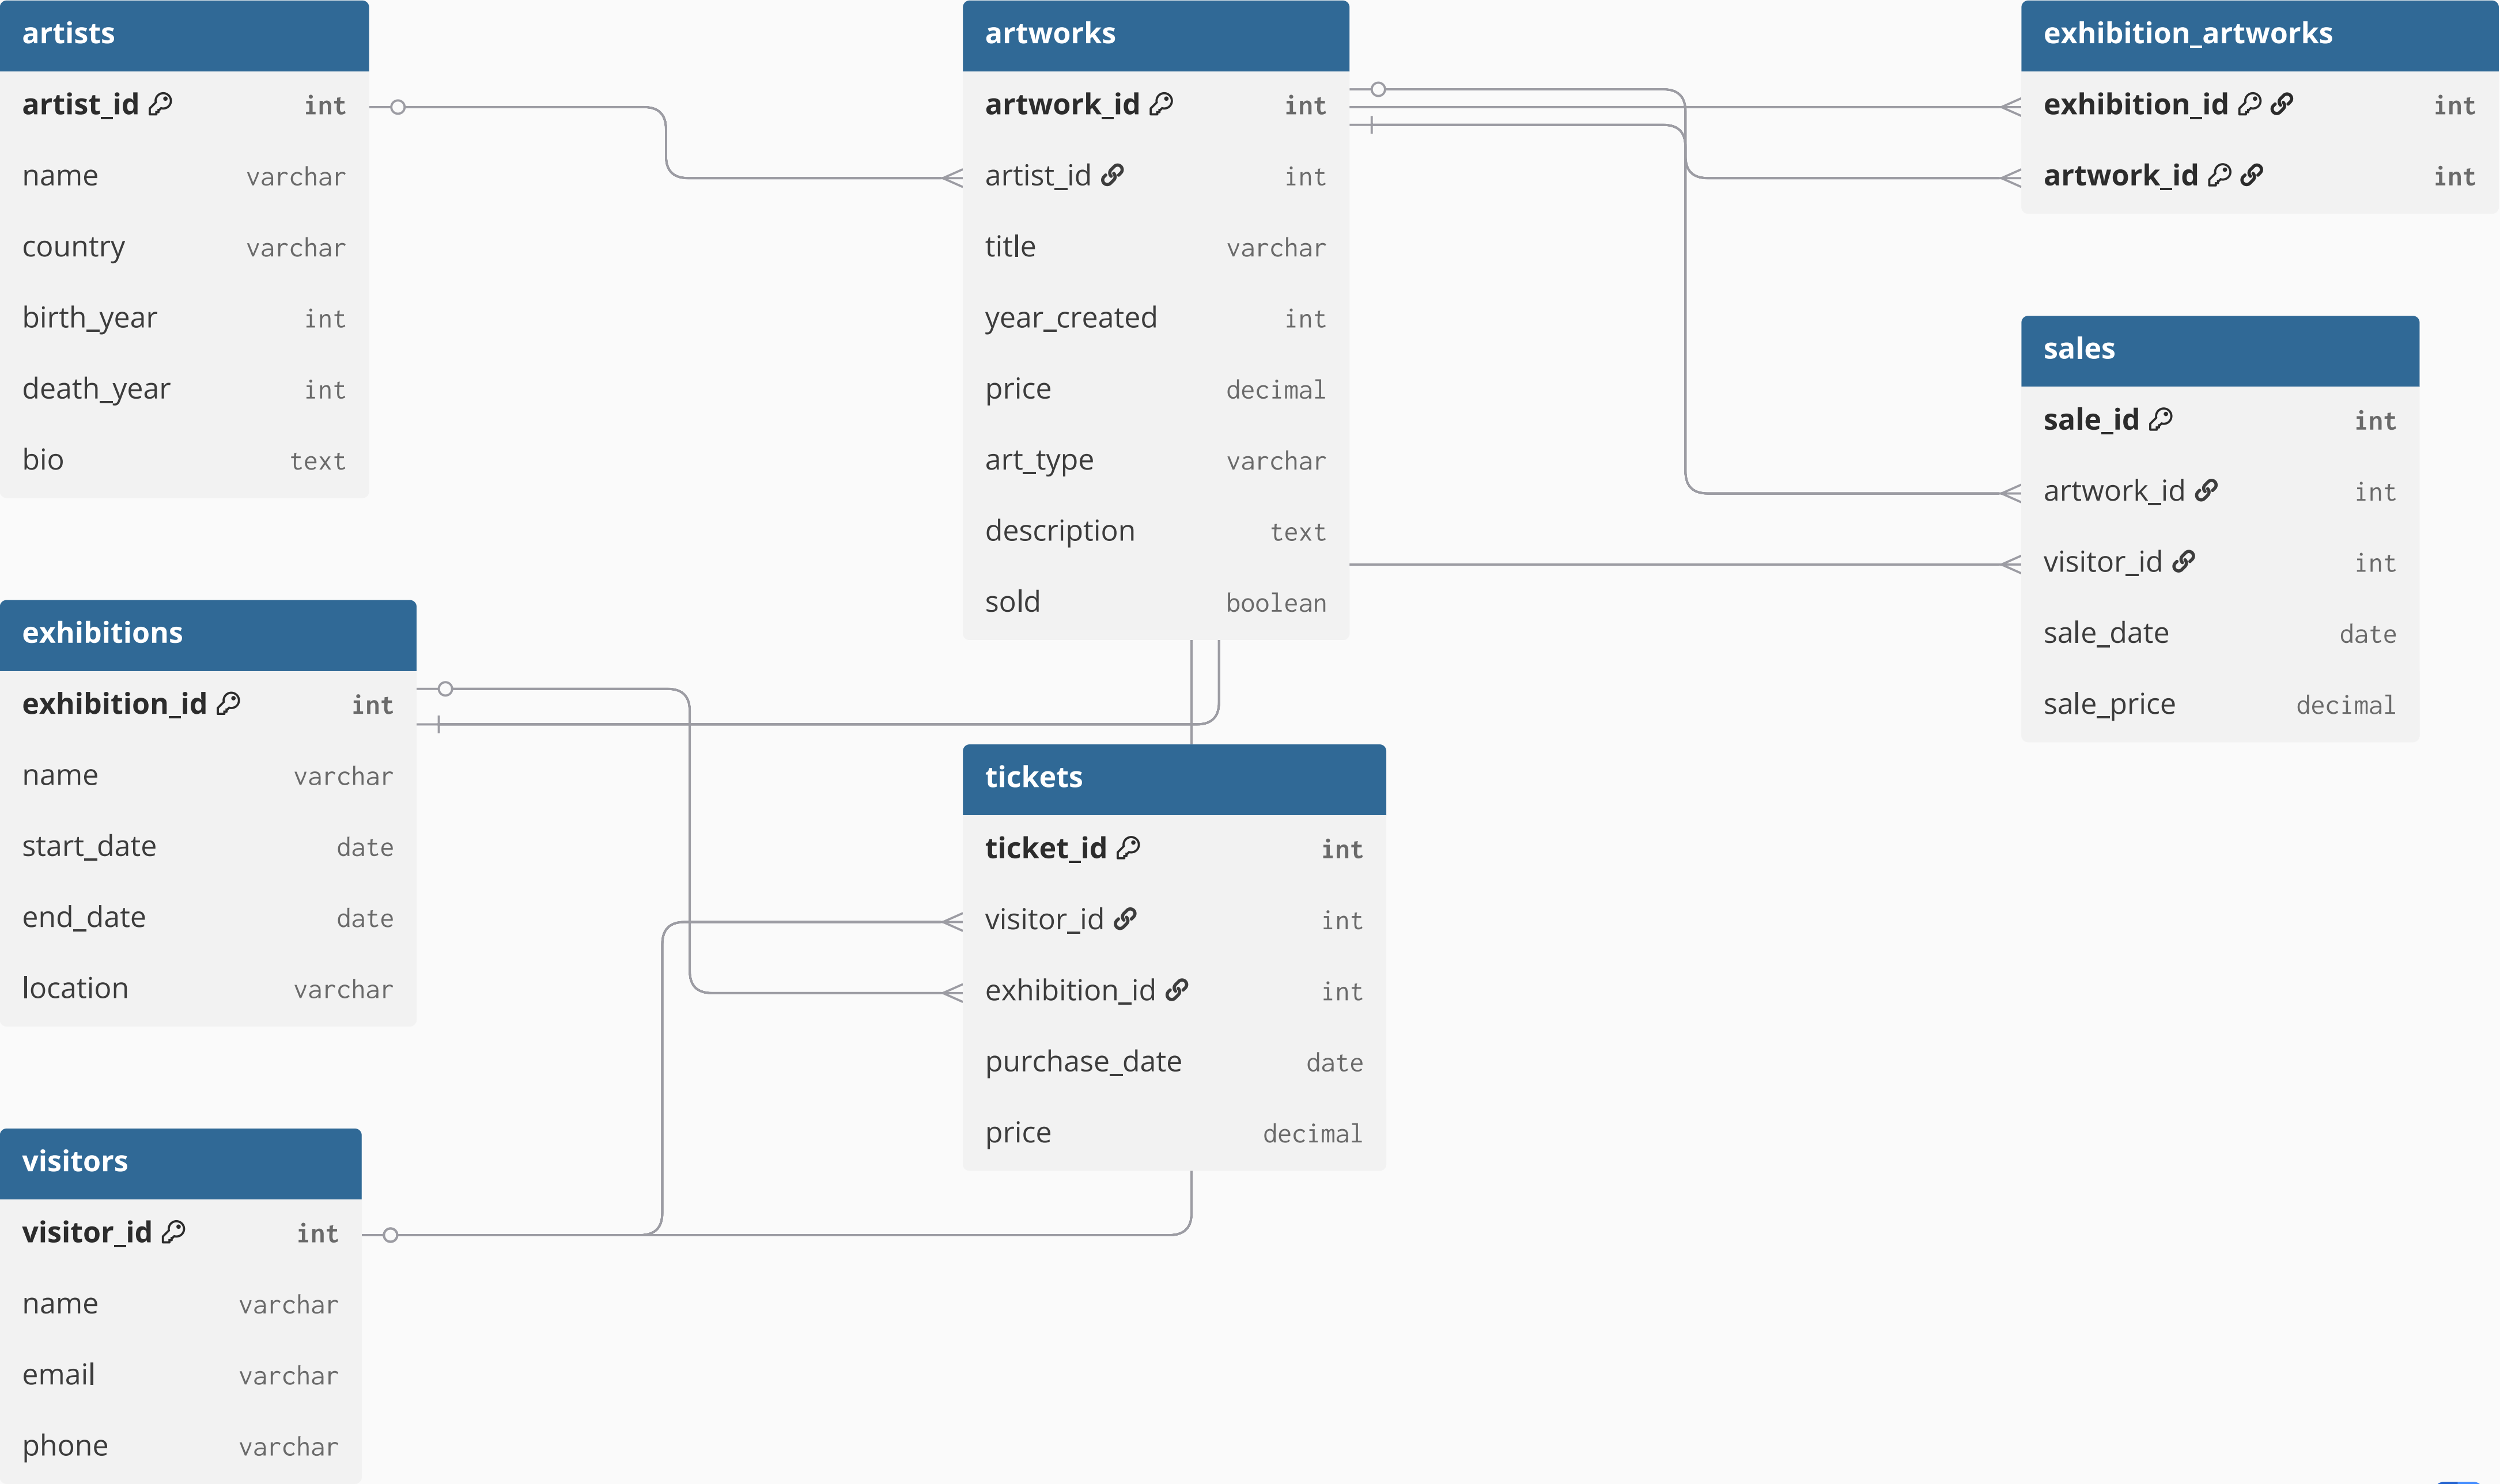 artists
artist_id int
name varchar
country varchar
birth_year int
death_year int
bio text
artworks
artwork_id int
artist_id int
title varchar
year_created int
price decimal
art_type varchar
description text
sold boolean
exhibition_artworks
exhibition_id int
artwork_id int
sales
sale_id int
artwork_id int
visitor_id int
sale_date date
sale_price decimal
exhibitions
exhibition_id int
name varchar
start_date date
end_date date
location varchar
tickets
ticket_id int
visitor_id int
exhibition_id int
purchase_date date
price decimal
visitors
visitor_id int
name varchar
email varchar
phone varchar